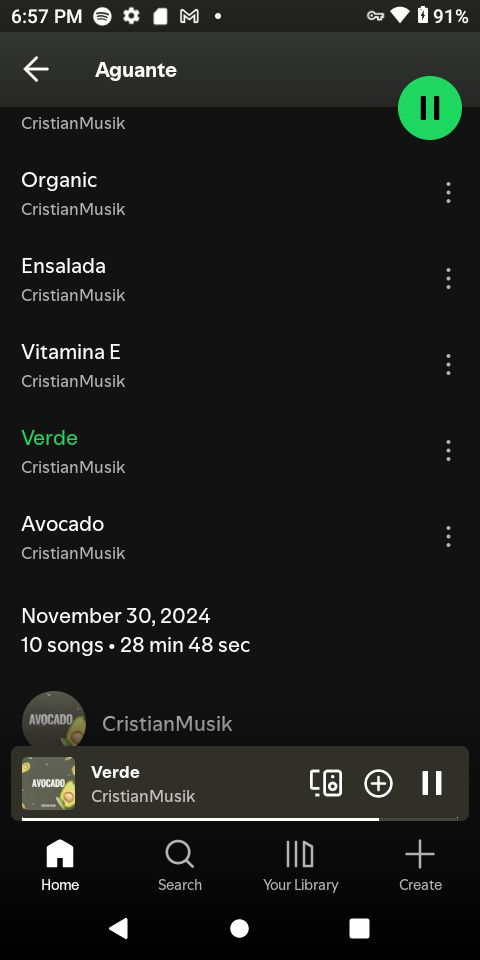 6:57 PM
91%
Aguante
CristianMusik
Organic
CristianMusik
Ensalada
CristianMusik
Vitamina E
CristianMusik
Verde
CristianMusik
Avocado
CristianMusik
November 30, 2024
10 songs • 28 min 48 sec
AVOCADO
CristianMusik
AVOCADO
Verde
CristianMusik
Home
Search
Your Library
Create